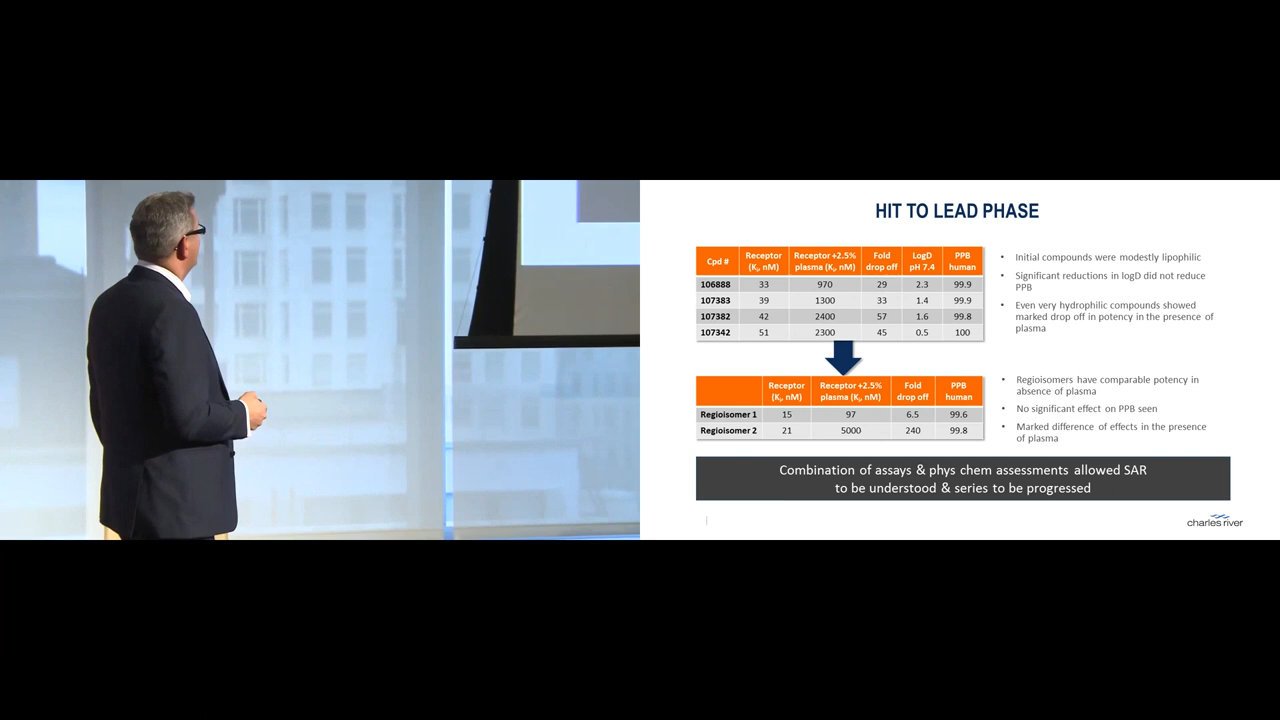 HIT TO LEAD PHASE
Cpd # Receptor (Ki, nM) Receptor +2.5% plasma (Ki, nM) Fold drop off LogD pH 7.4 PPB human
106888 33 970 29 2.3 99.9
107383 39 1300 33 1.4 99.9
107382 42 2400 57 1.6 99.8
107342 51 2300 45 0.5 100
• Initial compounds were modestly lipophilic
• Significant reductions in logD did not reduce
PPB
• Even very hydrophilic compounds showed
marked drop off in potency in the presence of
plasma
Receptor (Ki, nM) Receptor +2.5% plasma (Ki, nM) Fold drop off PPB human
Regioisomer 1 15 97 6.5 99.6
Regioisomer 2 21 5000 240 99.8
• Regioisomers have comparable potency in
absence of plasma
• No significant effect on PPB seen
• Marked difference of effects in the presence
of plasma
Combination of assays & phys chem assessments allowed SAR
to be understood & series to be progressed
charles river